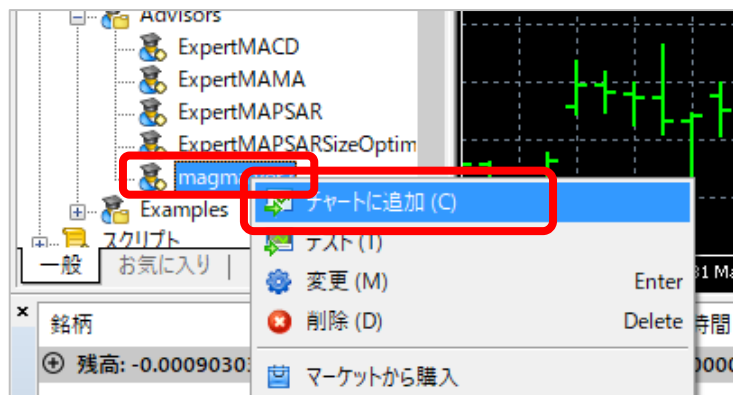 Advisors
ExpertMACD
ExpertMAMA
ExpertMAPSAR
ExpertMAPSARSizeOptim
Examples
チャートに追加 (C)
スクリプト
テスト (T)
一般 お気に入り
変更 (M) Enter
銘柄
削除 (D) Delete
時間
残高: -0.00090303
マーケットから購入